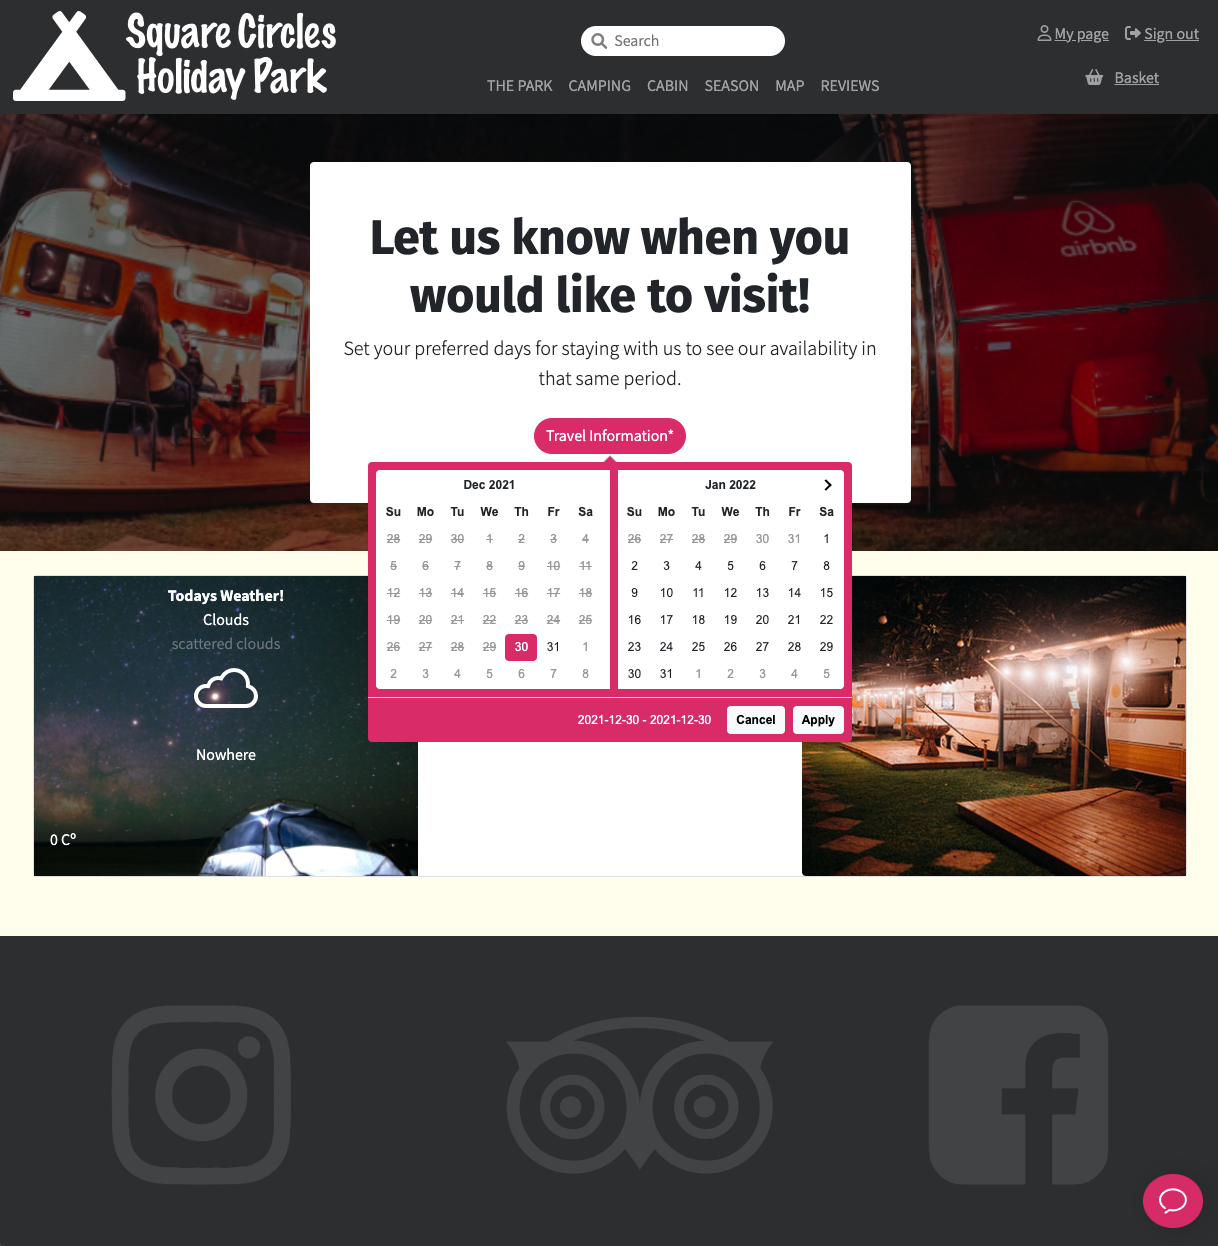 Square Circles
Holiday Park
Search
My page
Sign out
THE PARK CAMPING CABIN SEASON MAP REVIEWS
Basket
airbnb
Let us know when you
would like to visit!
Set your preferred days for staying with us to see our availability in
that same period.
Travel Information*
Dec 2021
Su Mo Tu We Th Fr Sa
28 29 30 1 2 3 4
5 6 7 8 9 10 11
12 13 14 15 16 17 18
19 20 21 22 23 24 25
26 27 28 29 30 31 1
2 3 4 5 6 7 8
Jan 2022
Su Mo Tu We Th Fr Sa
26 27 28 29 30 31 1
2 3 4 5 6 7 8
9 10 11 12 13 14 15
16 17 18 19 20 21 22
23 24 25 26 27 28 29
30 31 1 2 3 4 5
2021-12-30 - 2021-12-30
Cancel
Apply
Todays Weather!
Clouds
scattered clouds
Nowhere
0 Cº